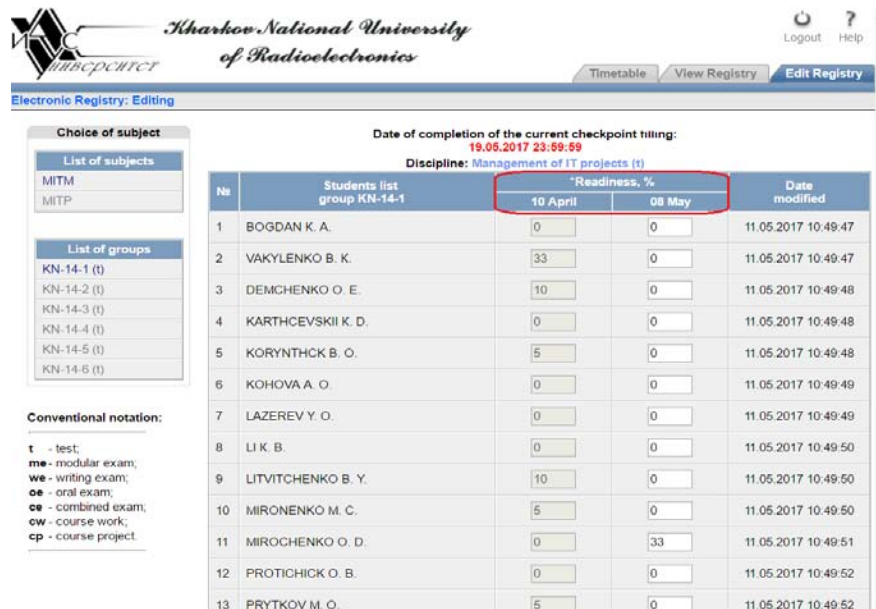 ИАТС
университет
Kharkov National University
of Radioelectronics
Logout Help
Timetable View Registry Edit Registry
Electronic Registry: Editing
Choice of subject
List of subjects
MITM
MITP
List of groups
KN-14-1 (t)
KN-14-2 (t)
KN-14-3 (t)
KN-14-4 (t)
KN-14-5 (t)
KN-14-6 (t)
Conventional notation:
t - test;
me - modular exam;
we - writing exam;
oe - oral exam;
ce - combined exam;
cw - course work;
cp - course project.
Date of completion of the current checkpoint filling:
19.05.2017 23:59:59
Discipline: Management of IT projects (t)
№ Students list group KN-14-1 *Readiness, % Date modified
10 April 08 May
1 BOGDAN K. A. 0 0 11.05.2017 10:49:47
2 VAKYLENKO B. K. 33 0 11.05.2017 10:49:47
3 DEMCHENKO O. E. 10 0 11.05.2017 10:49:48
4 KARTHCEVSKII K. D. 0 0 11.05.2017 10:49:48
5 KORYNTHCK B. O. 5 0 11.05.2017 10:49:48
6 KOHOVA A. O. 0 0 11.05.2017 10:49:49
7 LAZEREV Y. O. 0 0 11.05.2017 10:49:49
8 LI K. B. 0 0 11.05.2017 10:49:50
9 LITVITCHENKO B. Y. 10 0 11.05.2017 10:49:50
10 MIRONENKO M. C. 5 0 11.05.2017 10:49:50
11 MIROCHENKO O. D. 0 33 11.05.2017 10:49:51
12 PROTICHICK O. B. 0 0 11.05.2017 10:49:52
13 PRYTKOV M. O. 5 0 11.05.2017 10:49:52